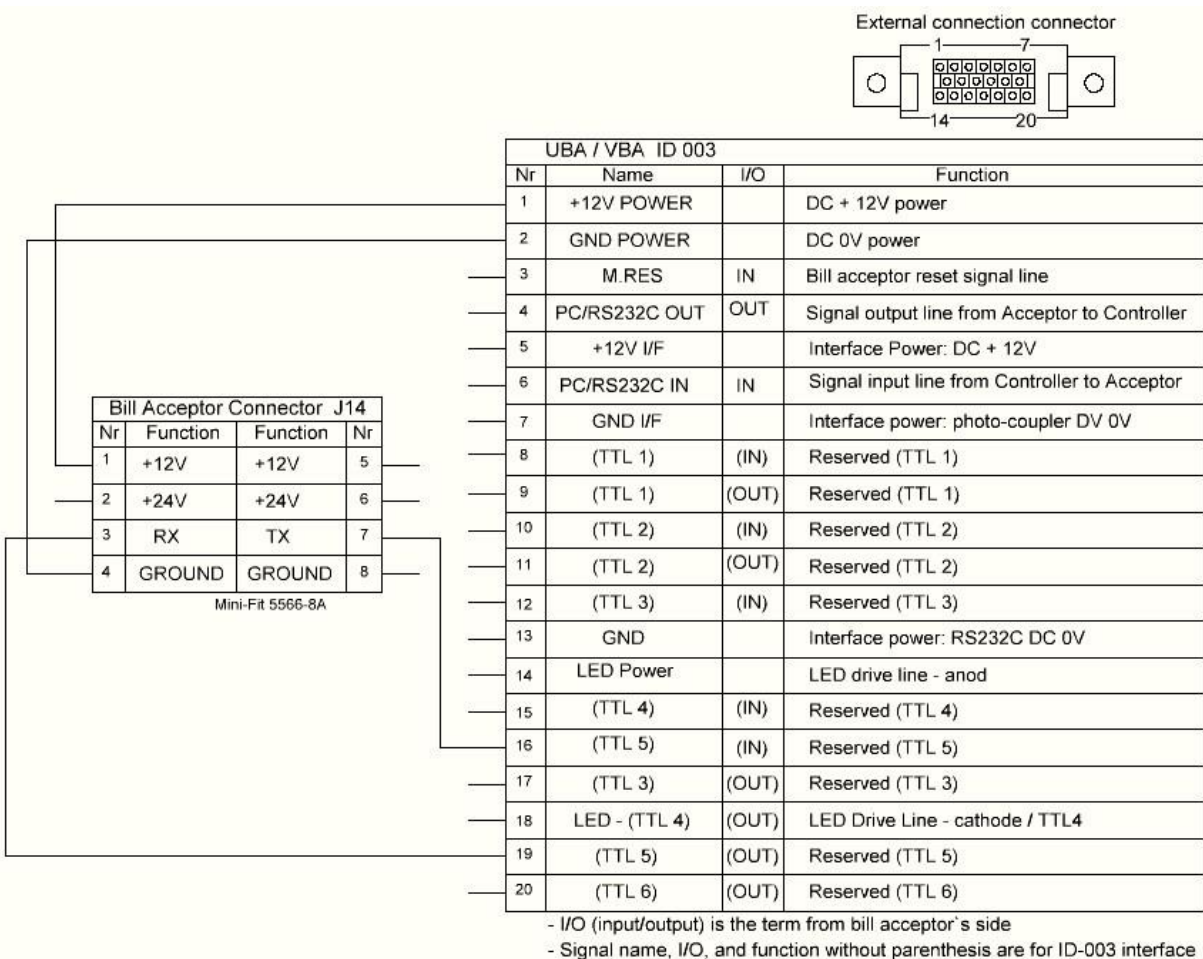 External connection connector
1 7
14 20
UBA / VBA ID 003
Nr Name I/O Function
1 +12V POWER DC + 12V power
2 GND POWER DC 0V power
3 M.RES IN Bill acceptor reset signal line
4 PC/RS232C OUT OUT Signal output line from Acceptor to Controller
5 +12V I/F Interface Power: DC + 12V
6 PC/RS232C IN IN Signal input line from Controller to Acceptor
7 GND I/F Interface power: photo-coupler DV 0V
8 (TTL 1) (IN) Reserved (TTL 1)
9 (TTL 1) (OUT) Reserved (TTL 1)
10 (TTL 2) (IN) Reserved (TTL 2)
11 (TTL 2) (OUT) Reserved (TTL 2)
12 (TTL 3) (IN) Reserved (TTL 3)
13 GND Interface power: RS232C DC 0V
14 LED Power LED drive line - anod
15 (TTL 4) (IN) Reserved (TTL 4)
16 (TTL 5) (IN) Reserved (TTL 5)
17 (TTL 3) (OUT) Reserved (TTL 3)
18 LED - (TTL 4) (OUT) LED Drive Line - cathode / TTL4
19 (TTL 5) (OUT) Reserved (TTL 5)
20 (TTL 6) (OUT) Reserved (TTL 6)
- I/O (input/output) is the term from bill acceptor`s side
- Signal name, I/O, and function without parenthesis are for ID-003 interface
Bill Acceptor Connector J14
Nr Function Function Nr
1 +12V +12V 5
2 +24V +24V 6
3 RX TX 7
4 GROUND GROUND 8
Mini-Fit 5566-8A